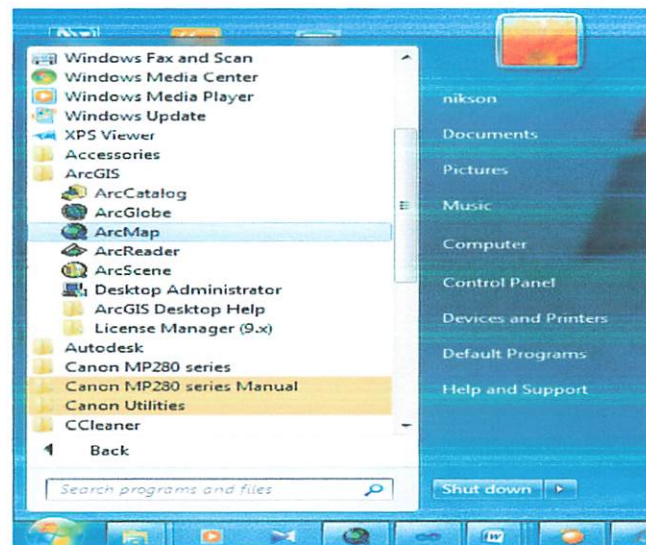 Windows Fax and Scan
Windows Media Center
Windows Media Player
Windows Update
XPS Viewer
Accessories
ArcGIS
ArcCatalog
ArcGlobe
ArcMap
ArcReader
ArcScene
Desktop Administrator
ArcGIS Desktop Help
License Manager (9.x)
Autodesk
Canon MP280 series
Canon MP280 series Manual
Canon Utilities
CCleaner
Back
Search programs and files
nikson
Documents
Pictures
Music
Computer
Control Panel
Devices and Printers
Default Programs
Help and Support
Shut down